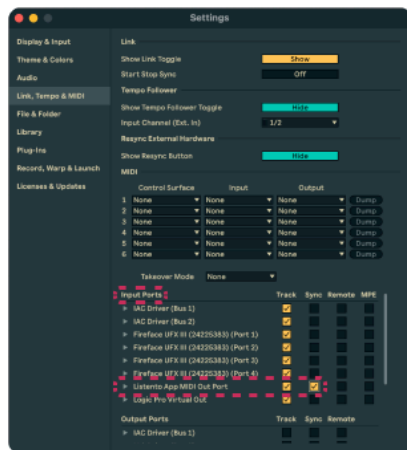 Settings
Display & Input
Theme & Colors
Audio
Link, Tempo & MIDI
File & Folder
Library
Plug-Ins
Record, Warp & Launch
Licenses & Updates
Link
Show Link Toggle Show
Start Stop Sync Off
Tempo Follower
Show Tempo Follower Toggle Hide
Input Channel (Ext. In) 1/2
Resync External Hardware
Show Resync Button Hide
MIDI
Control Surface Input Output
1 None None None Dump
2 None None None Dump
3 None None None Dump
4 None None None Dump
5 None None None Dump
6 None None None Dump
Takeover Mode None
Input Ports Track Sync Remote MPE
IAC Driver (Bus 1)
IAC Driver (Bus 2)
Fireface UFX III (24225383) (Port 1)
Fireface UFX III (24225383) (Port 2)
Fireface UFX III (24225383) (Port 3)
Fireface UFX III (24225383) (Port 4)
Listento App MIDI Out Port
Logic Pro Virtual Out
Output Ports Track Sync Remote
IAC Driver (Bus 1)